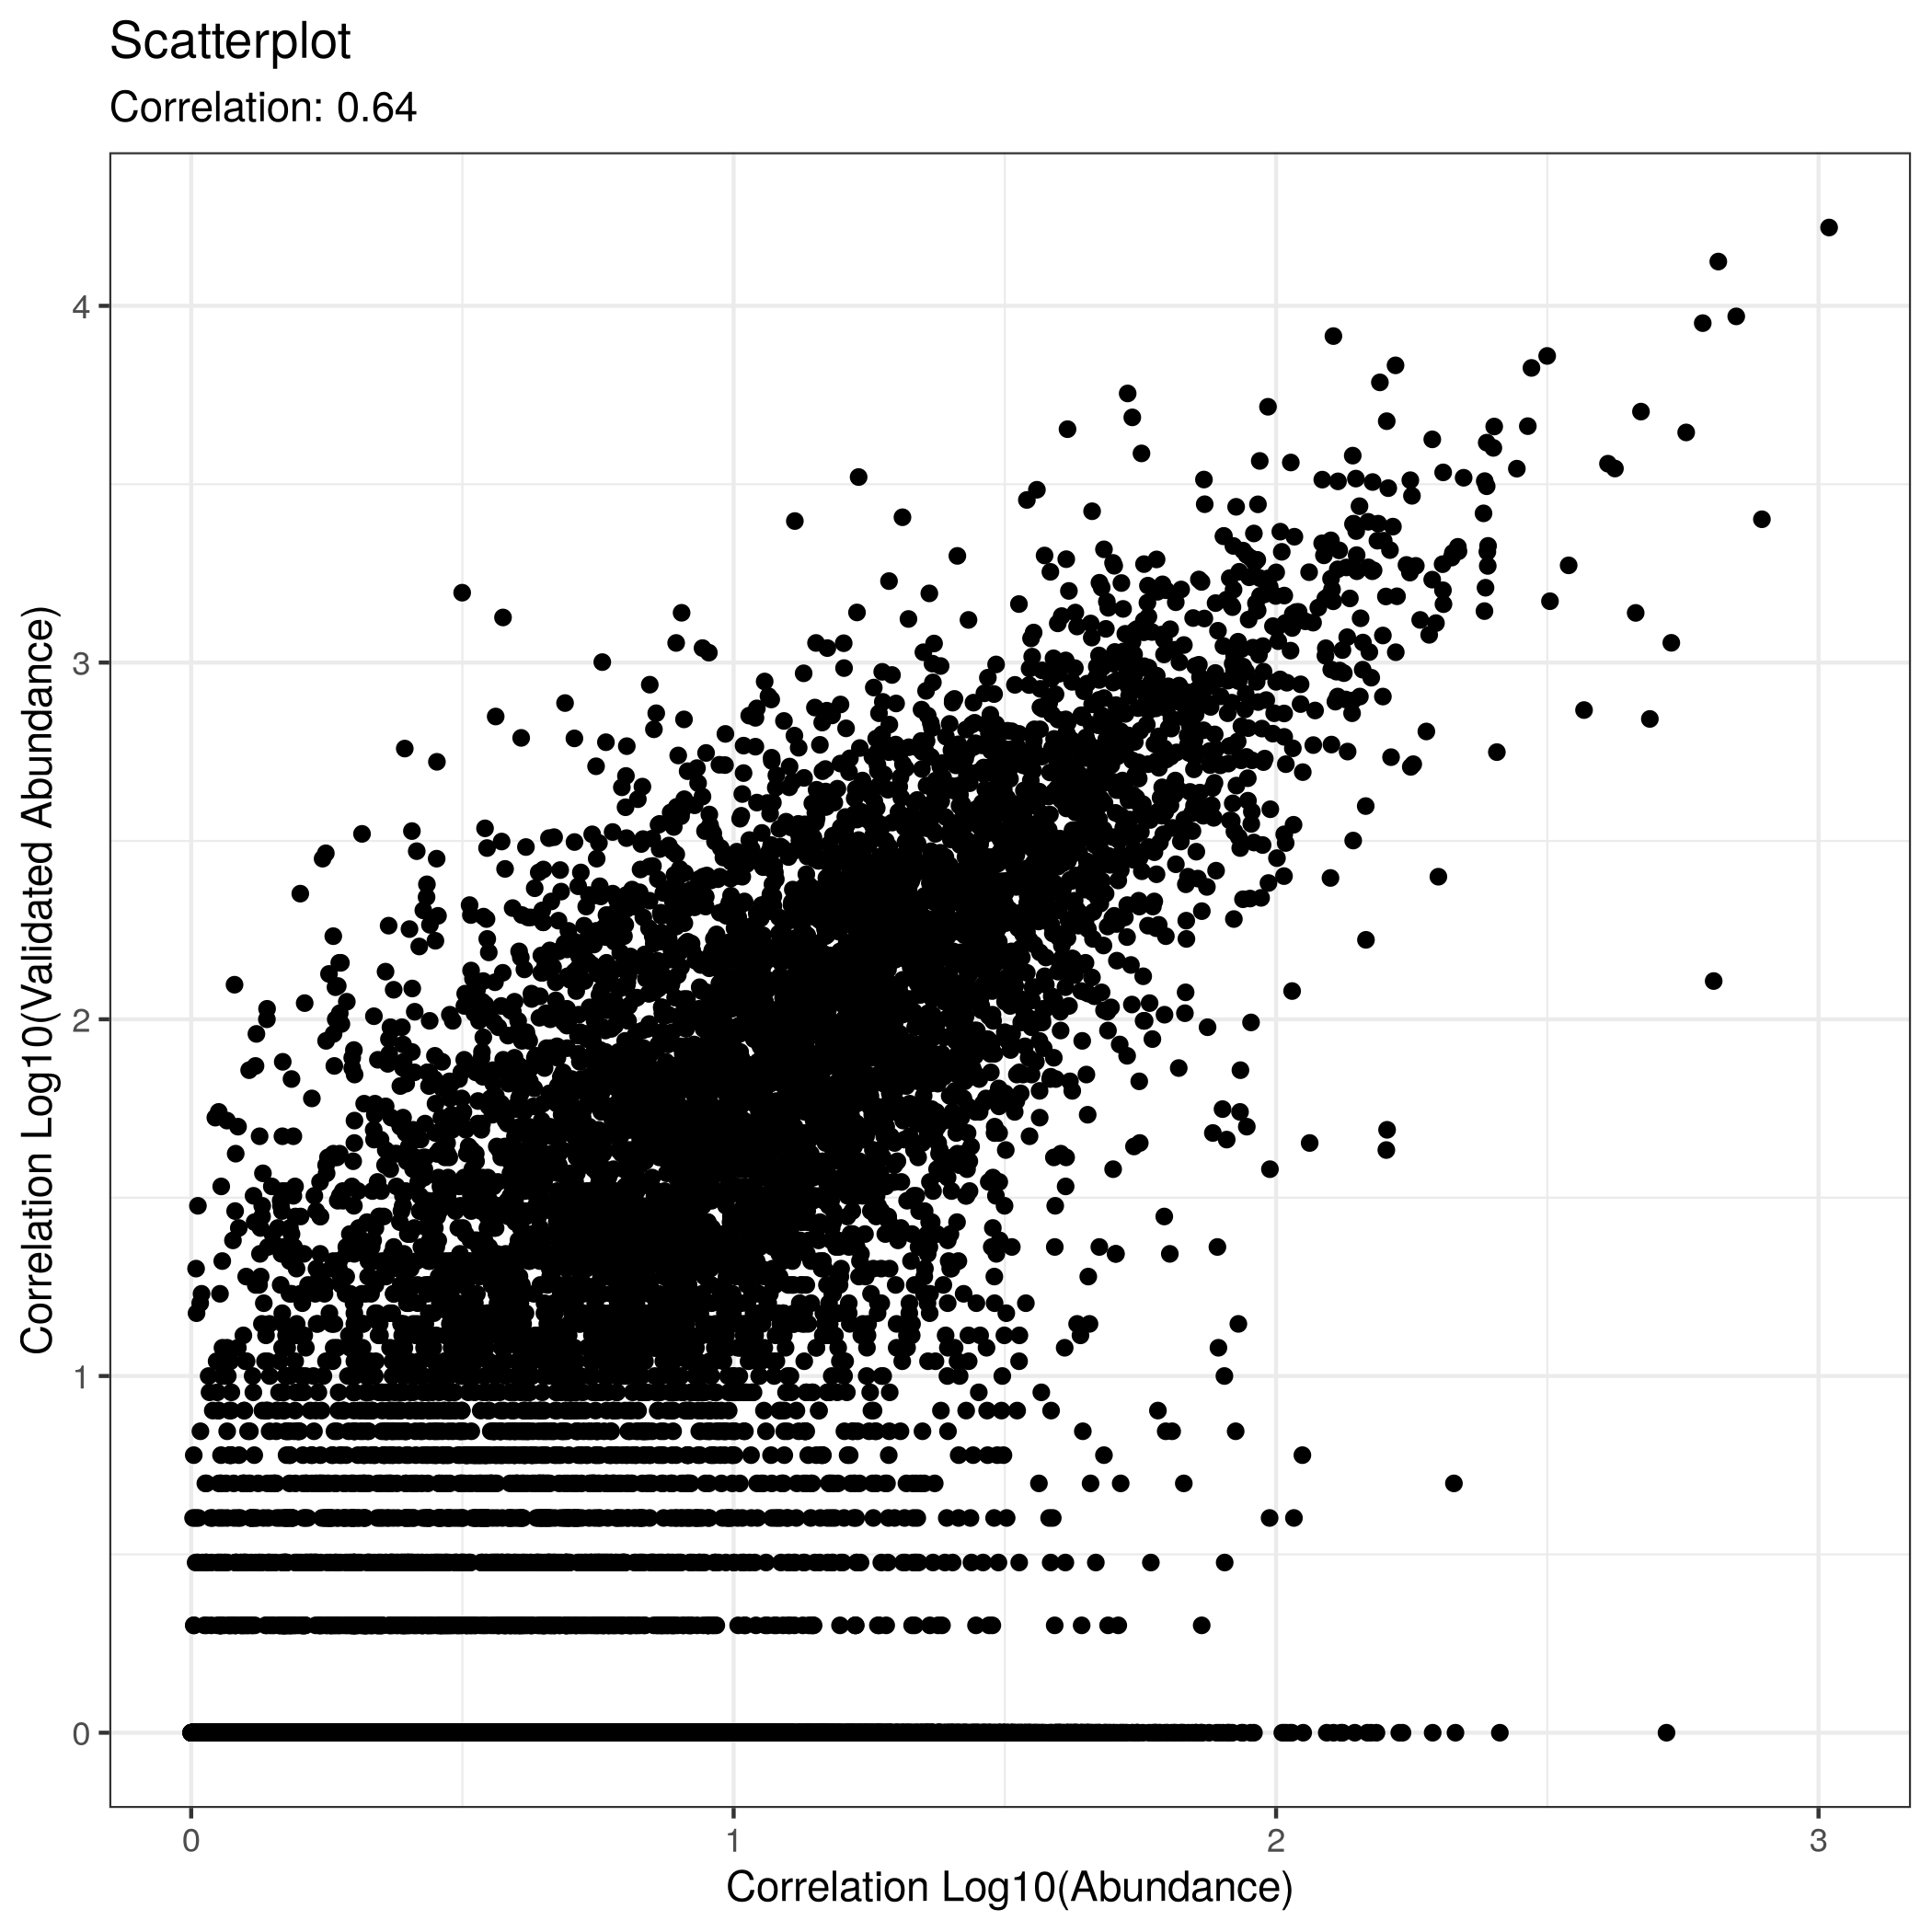 Scatterplot
Correlation: 0.64
Correlation Log10(Validated Abundance)
4
3
2
1
0
0
1
2
3
Correlation Log10(Abundance)